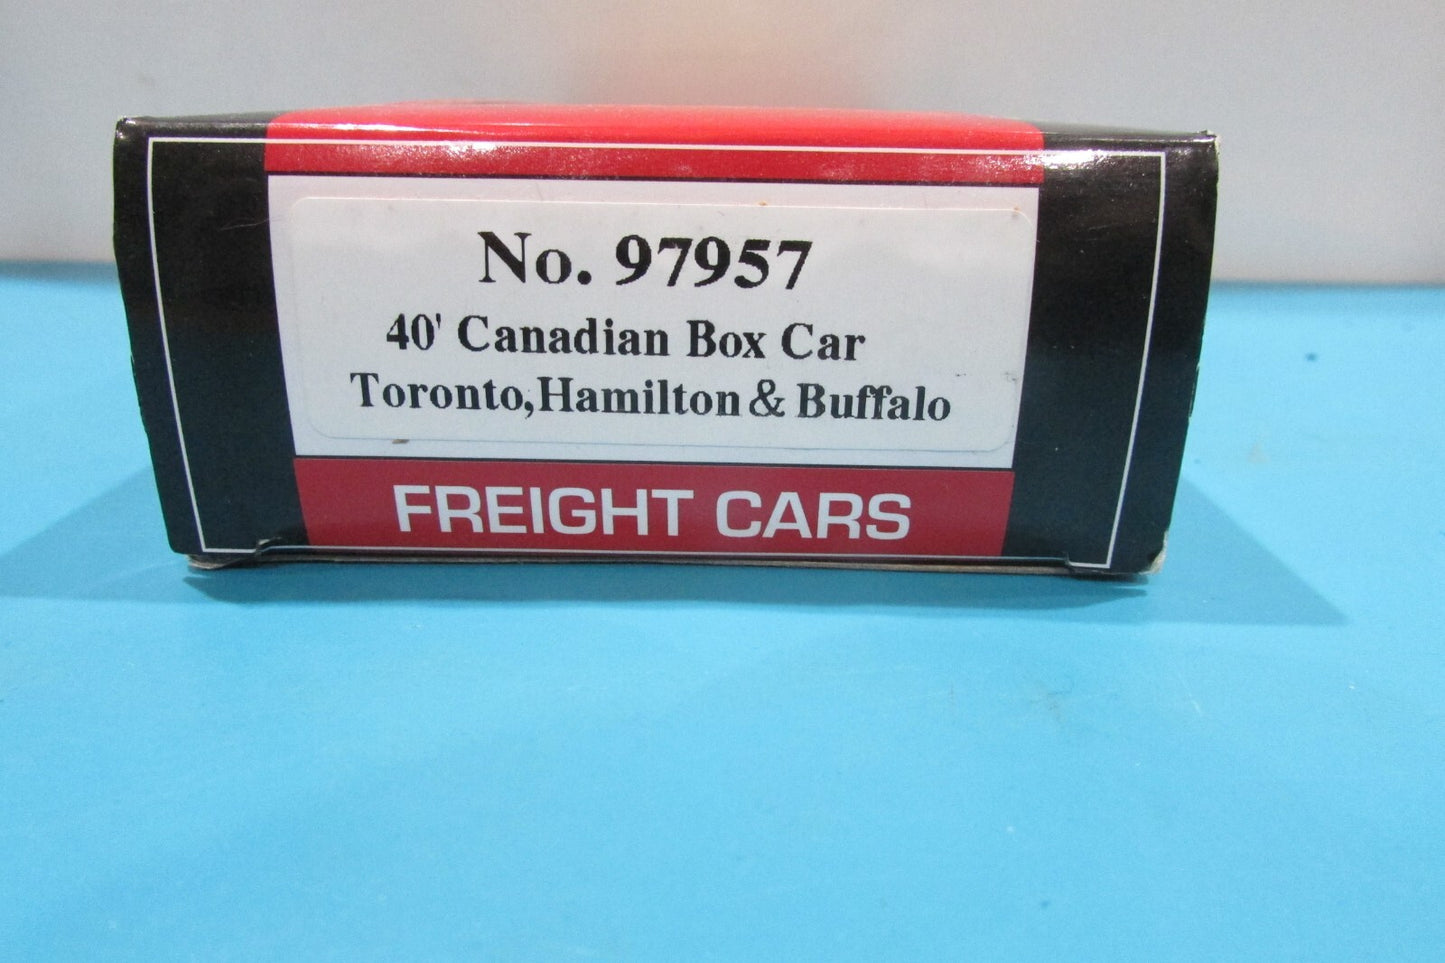 No. 97957
40' Canadian Box Car
Toronto,Hamilton & Buffalo
FREIGHT CARS